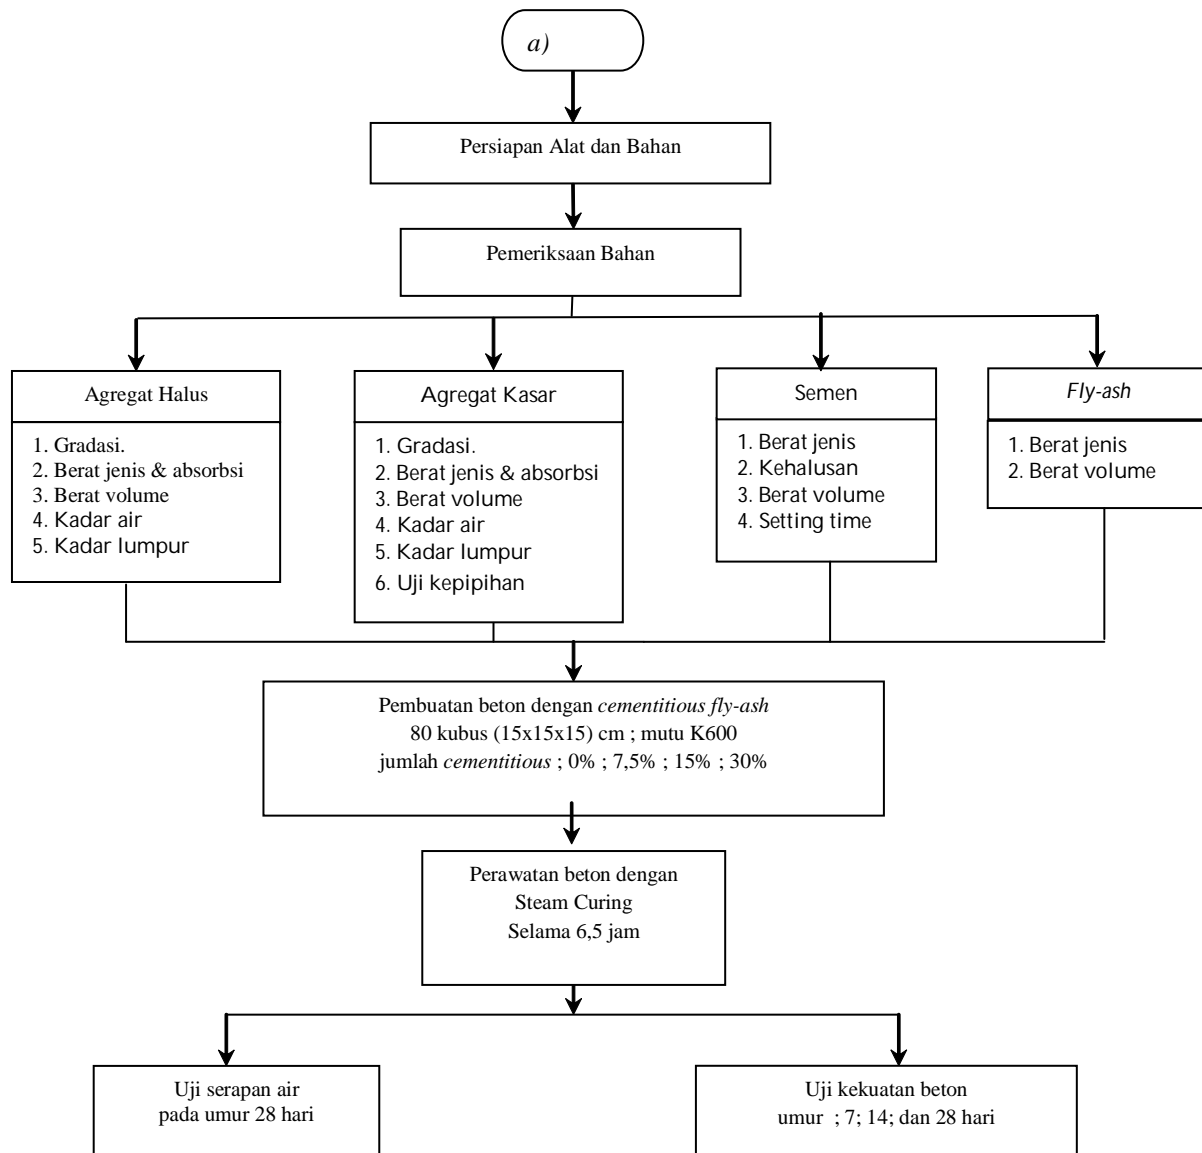 a)
Persiapan Alat dan Bahan
Pemeriksaan Bahan
Agregat Halus
1. Gradasi.
2. Berat jenis & absorbsi
3. Berat volume
4. Kadar air
5. Kadar lumpur
Agregat Kasar
1. Gradasi.
2. Berat jenis & absorbsi
3. Berat volume
4. Kadar air
5. Kadar lumpur
6. Uji kepipihan
Semen
1. Berat jenis
2. Kehalusan
3. Berat volume
4. Setting time
Fly-ash
1. Berat jenis
2. Berat volume
Pembuatan beton dengan cementitious fly-ash
80 kubus (15x15x15) cm ; mutu K600
jumlah cementitious ; 0% ; 7,5% ; 15% ; 30%
Perawatan beton dengan
Steam Curing
Selama 6,5 jam
Uji serapan air
pada umur 28 hari
Uji kekuatan beton
umur ; 7; 14; dan 28 hari